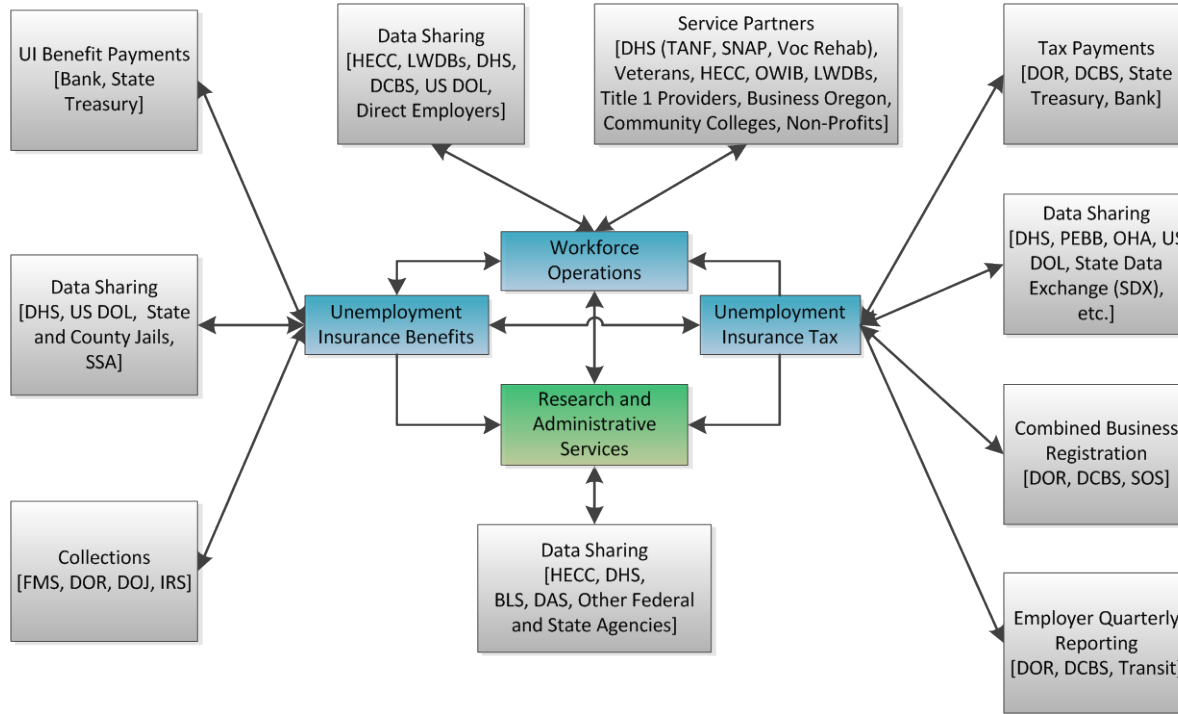 UI Benefit Payments
[Bank, State
Treasury]
Data Sharing
[HECC, LWDBs, DHS,
DCBS, US DOL,
Direct Employers]
Service Partners
[DHS (TANF, SNAP, Voc Rehab),
Veterans, HECC, OWIB, LWDBs,
Title 1 Providers, Business Oregon,
Community Colleges, Non-Profits]
Tax Payments
[DOR, DCBS, State
Treasury, Bank]
Data Sharing
[DHS, US DOL,  State
and County Jails,
SSA]
Workforce
Operations
Unemployment
Insurance Benefits
Unemployment
Insurance Tax
Research and
Administrative
Services
Data Sharing
[DHS, PEBB, OHA, US
DOL, State Data
Exchange (SDX),
etc.]
Combined Business
Registration
[DOR, DCBS, SOS]
Collections
[FMS, DOR, DOJ, IRS]
Data Sharing
[HECC, DHS,
BLS, DAS, Other Federal
and State Agencies]
Employer Quarterly
Reporting
[DOR, DCBS, Transit]